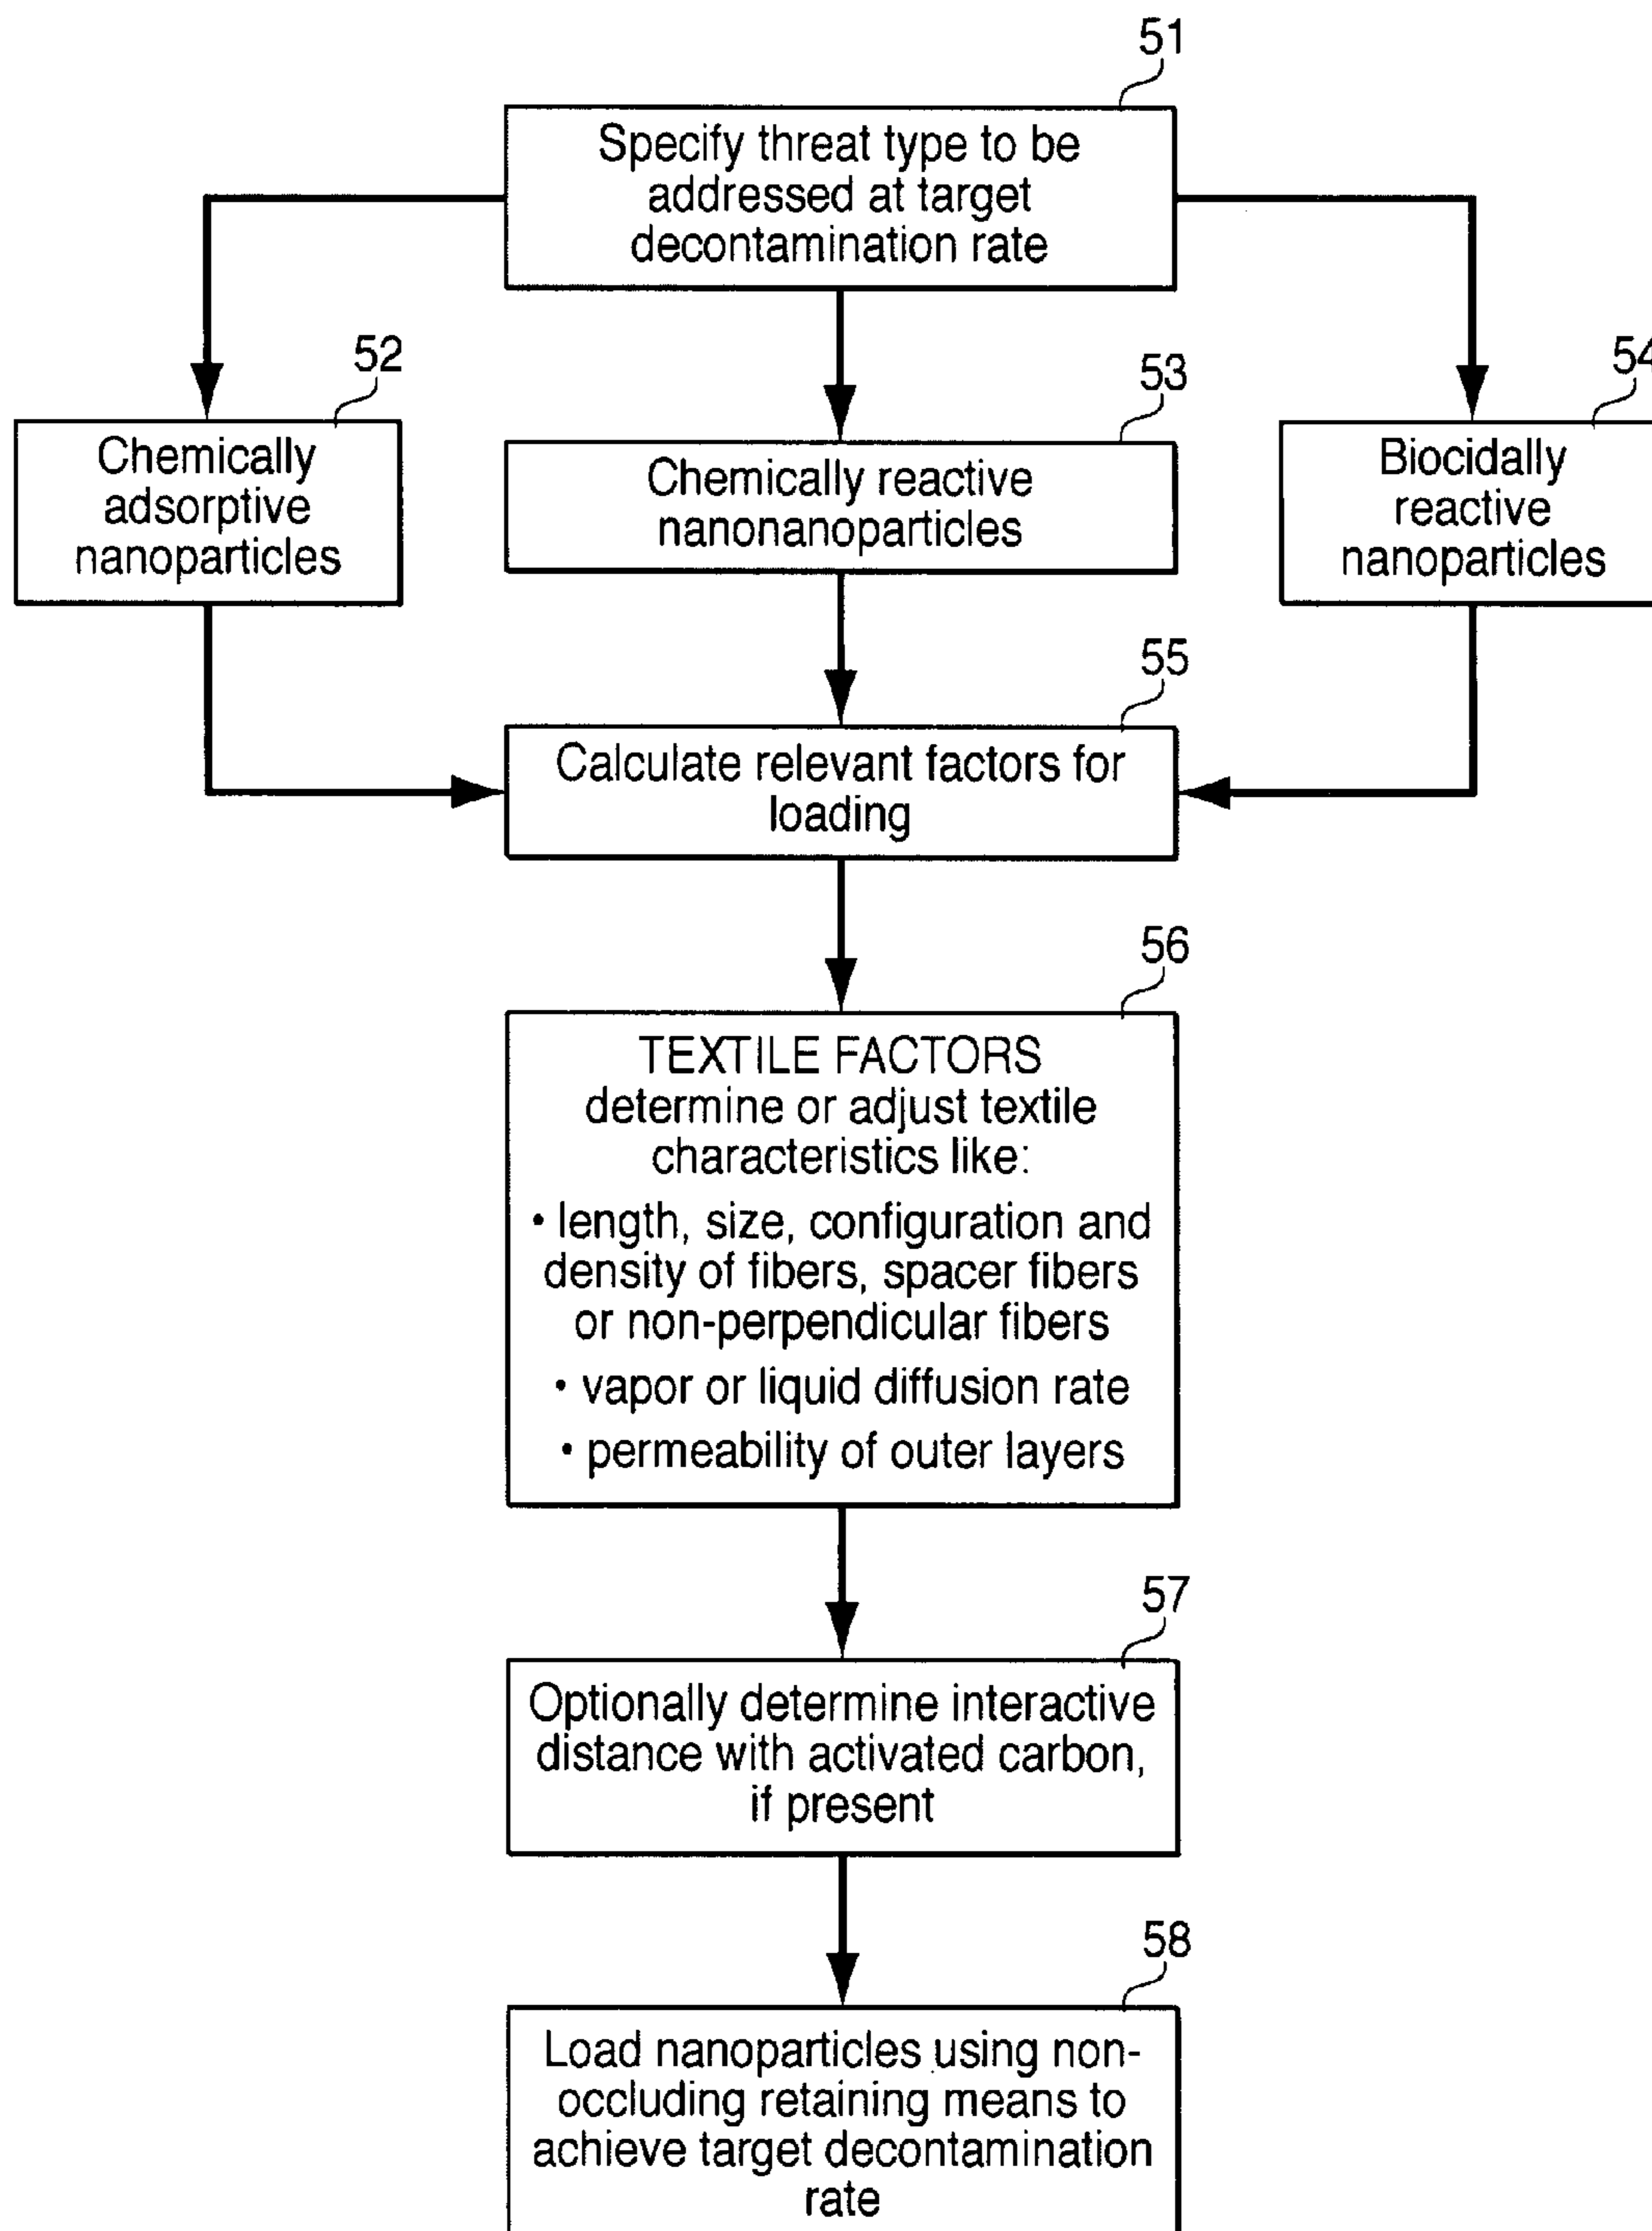 51
Specify threat type to be
addressed at target
decontamination rate
52
Chemically
adsorptive
nanoparticles
53
Chemically reactive
nanonanoparticles
54
Biocidally
reactive
nanoparticles
55
Calculate relevant factors for
loading
56
TEXTILE FACTORS
determine or adjust textile
characteristics like:
• length, size, configuration and
density of fibers, spacer fibers
or non-perpendicular fibers
• vapor or liquid diffusion rate
• permeability of outer layers
57
Optionally determine interactive
distance with activated carbon,
if present
58
Load nanoparticles using non-
occluding retaining means to
achieve target decontamination
rate